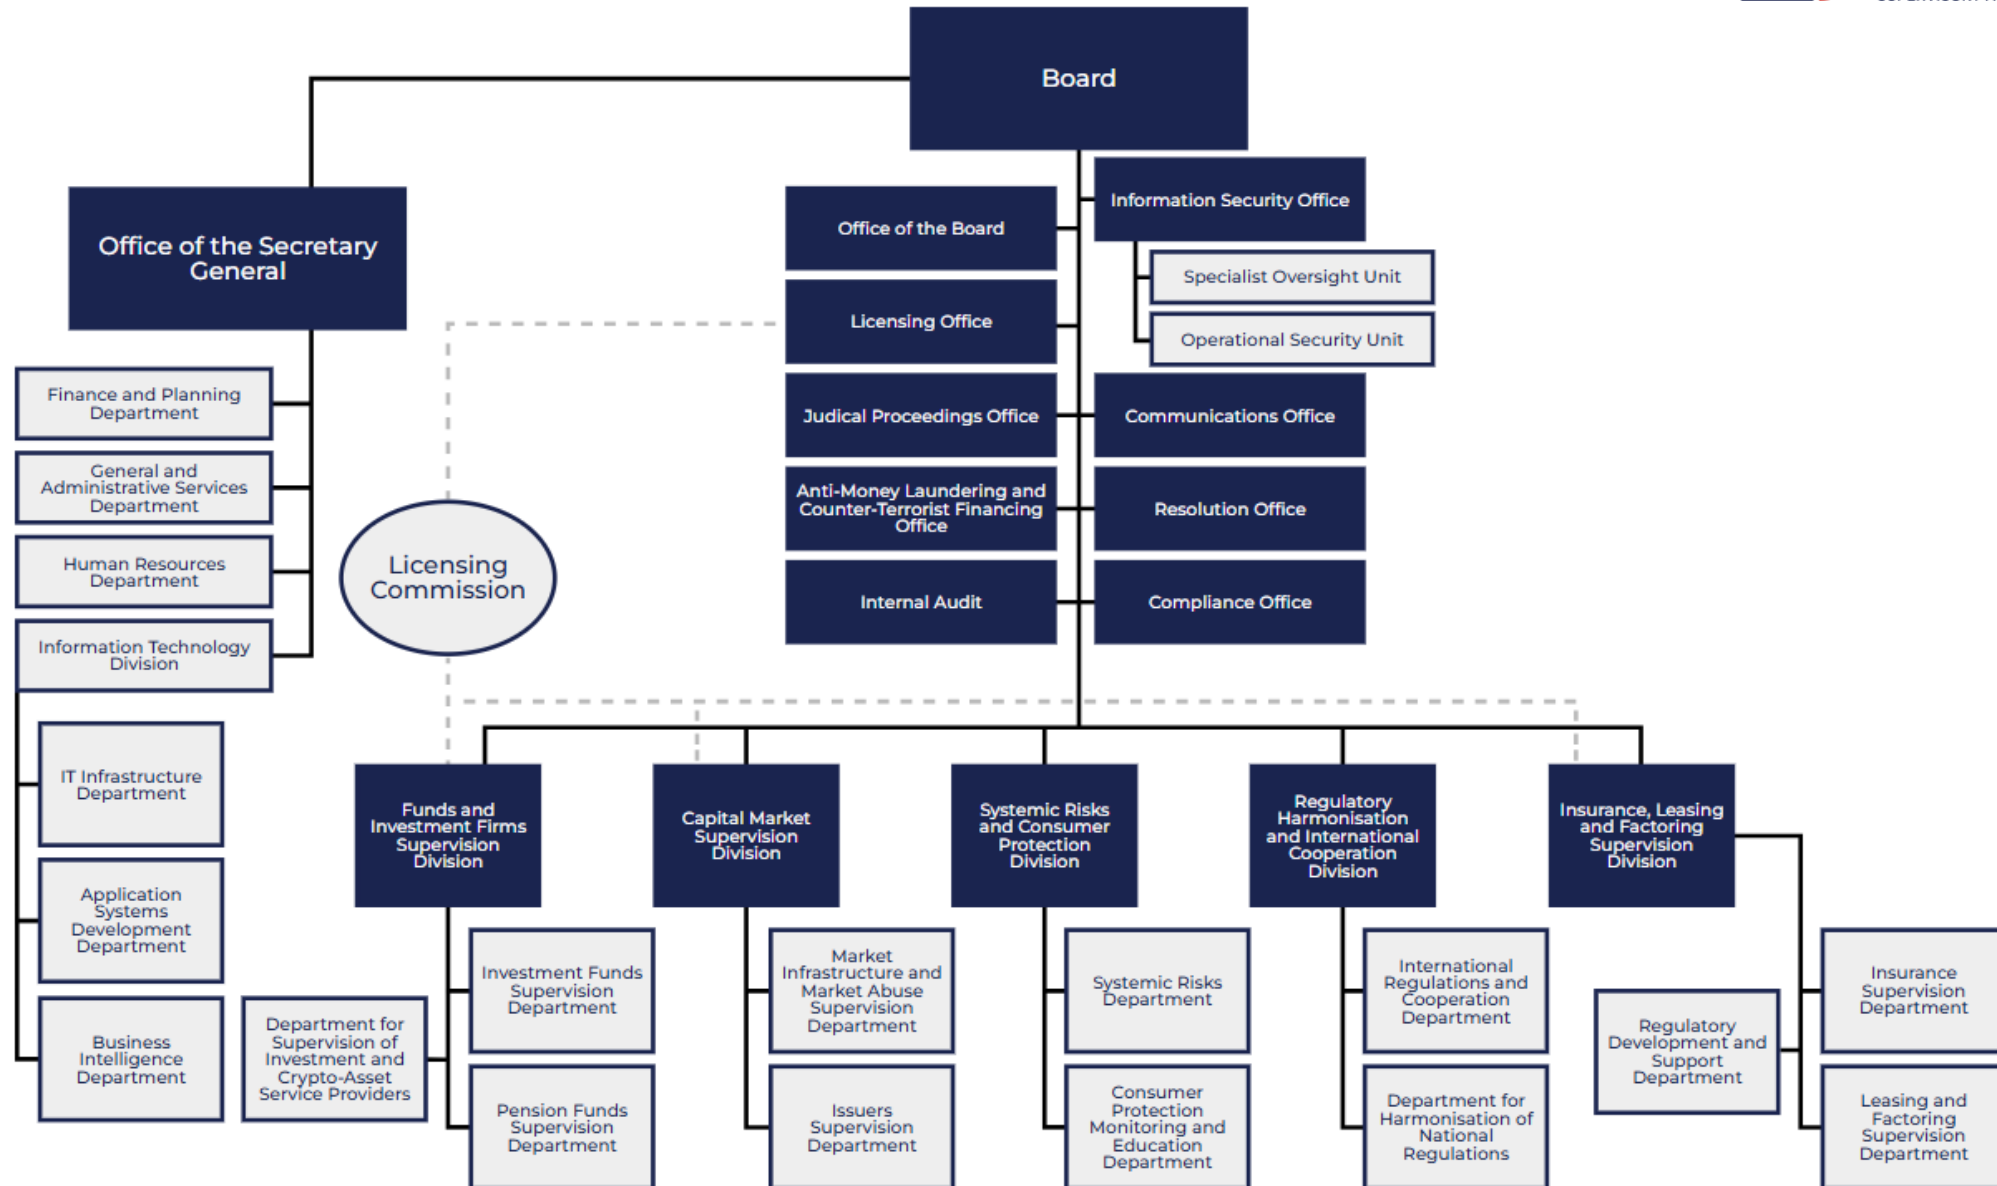 Board
Office of the Secretary
General
Information Security Office
Office of the Board
Specialist Oversight Unit
Licensing Office
Operational Security Unit
Finance and Planning
Department
Judical Proceedings Office
Communications Office
General and
Administrative Services
Department
Anti-Money Laundering and
Counter-Terrorist Financing
Office
Resolution Office
Human Resources
Department
Licensing
Commission
Internal Audit
Compliance Office
Information Technology
Division
IT Infrastructure
Department
Funds and
Investment Firms
Supervision
Division
Capital Market
Supervision
Division
Systemic Risks
and Consumer
Protection
Division
Regulatory
Harmonisation
and International
Cooperation
Division
Insurance, Leasing
and Factoring
Supervision
Division
Application
Systems
Development
Department
Investment Funds
Supervision
Department
Market
Infrastructure and
Market Abuse
Supervision
Department
Systemic Risks
Department
International
Regulations and
Cooperation
Department
Insurance
Supervision
Department
Business
Intelligence
Department
Department for
Supervision of
Investment and
Crypto-Asset
Service Providers
Regulatory
Development and
Support
Department
Pension Funds
Supervision
Department
Issuers
Supervision
Department
Consumer
Protection
Monitoring and
Education
Department
Department for
Harmonisation of
National
Regulations
Leasing and
Factoring
Supervision
Department